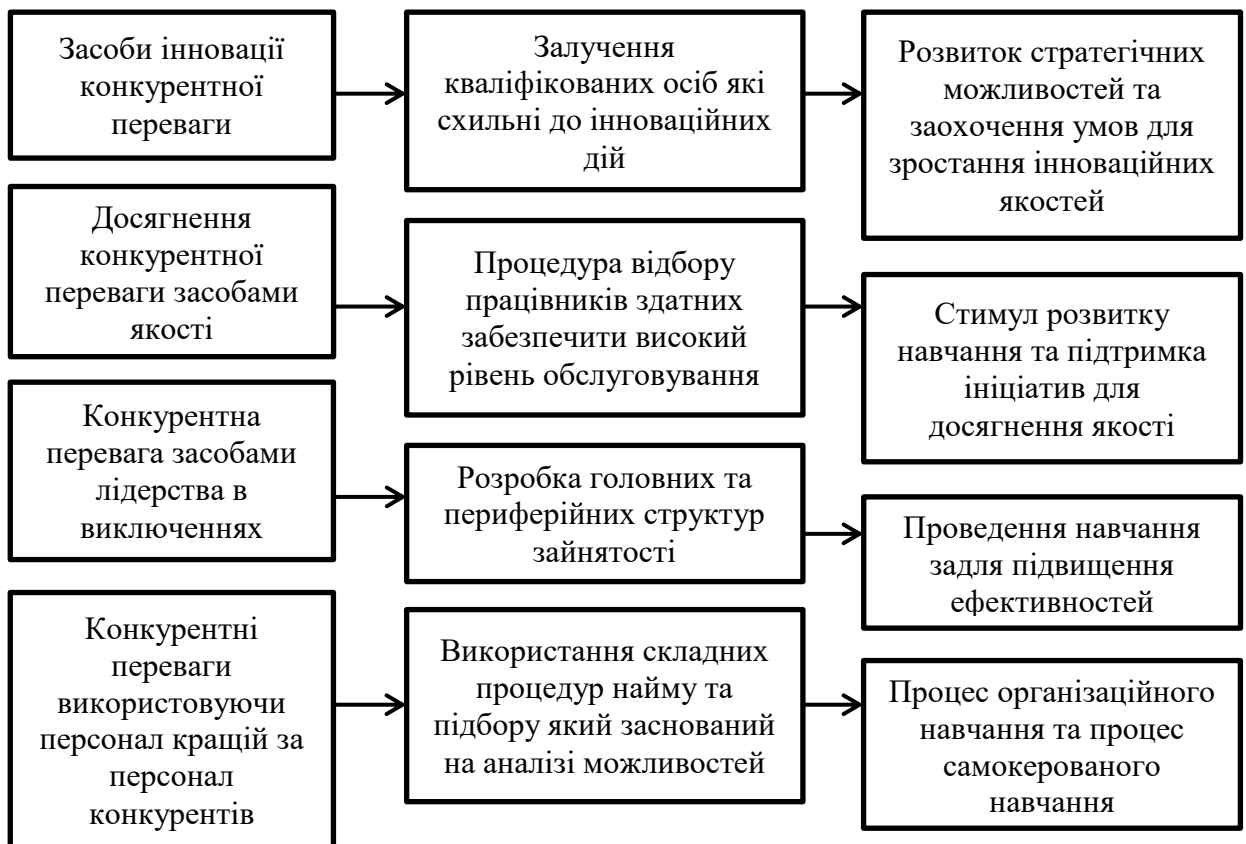 Засоби інновації
конкурентної
переваги
Залучення
кваліфікованих осіб які
схильні до інноваційних
дій
Розвиток стратегічних
можливостей та
заохочення умов для
зростання інноваційних
якостей
Досягнення
конкурентної
переваги засобами
якості
Процедура відбору
працівників здатних
забезпечити високий
рівень обслуговування
Стимул розвитку
навчання та підтримка
ініціатив для
досягнення якості
Конкурентна
перевага засобами
лідерства в
виключеннях
Розробка головних та
периферійних структур
зайнятості
Проведення навчання
задля підвищення
ефективностей
Конкурентні
переваги
використовуючи
персонал кращій за
персонал
конкурентів
Використання складних
процедур найму та
підбору який заснований
на аналізі можливостей
Процес організаційного
навчання та процес
самокерованого
навчання